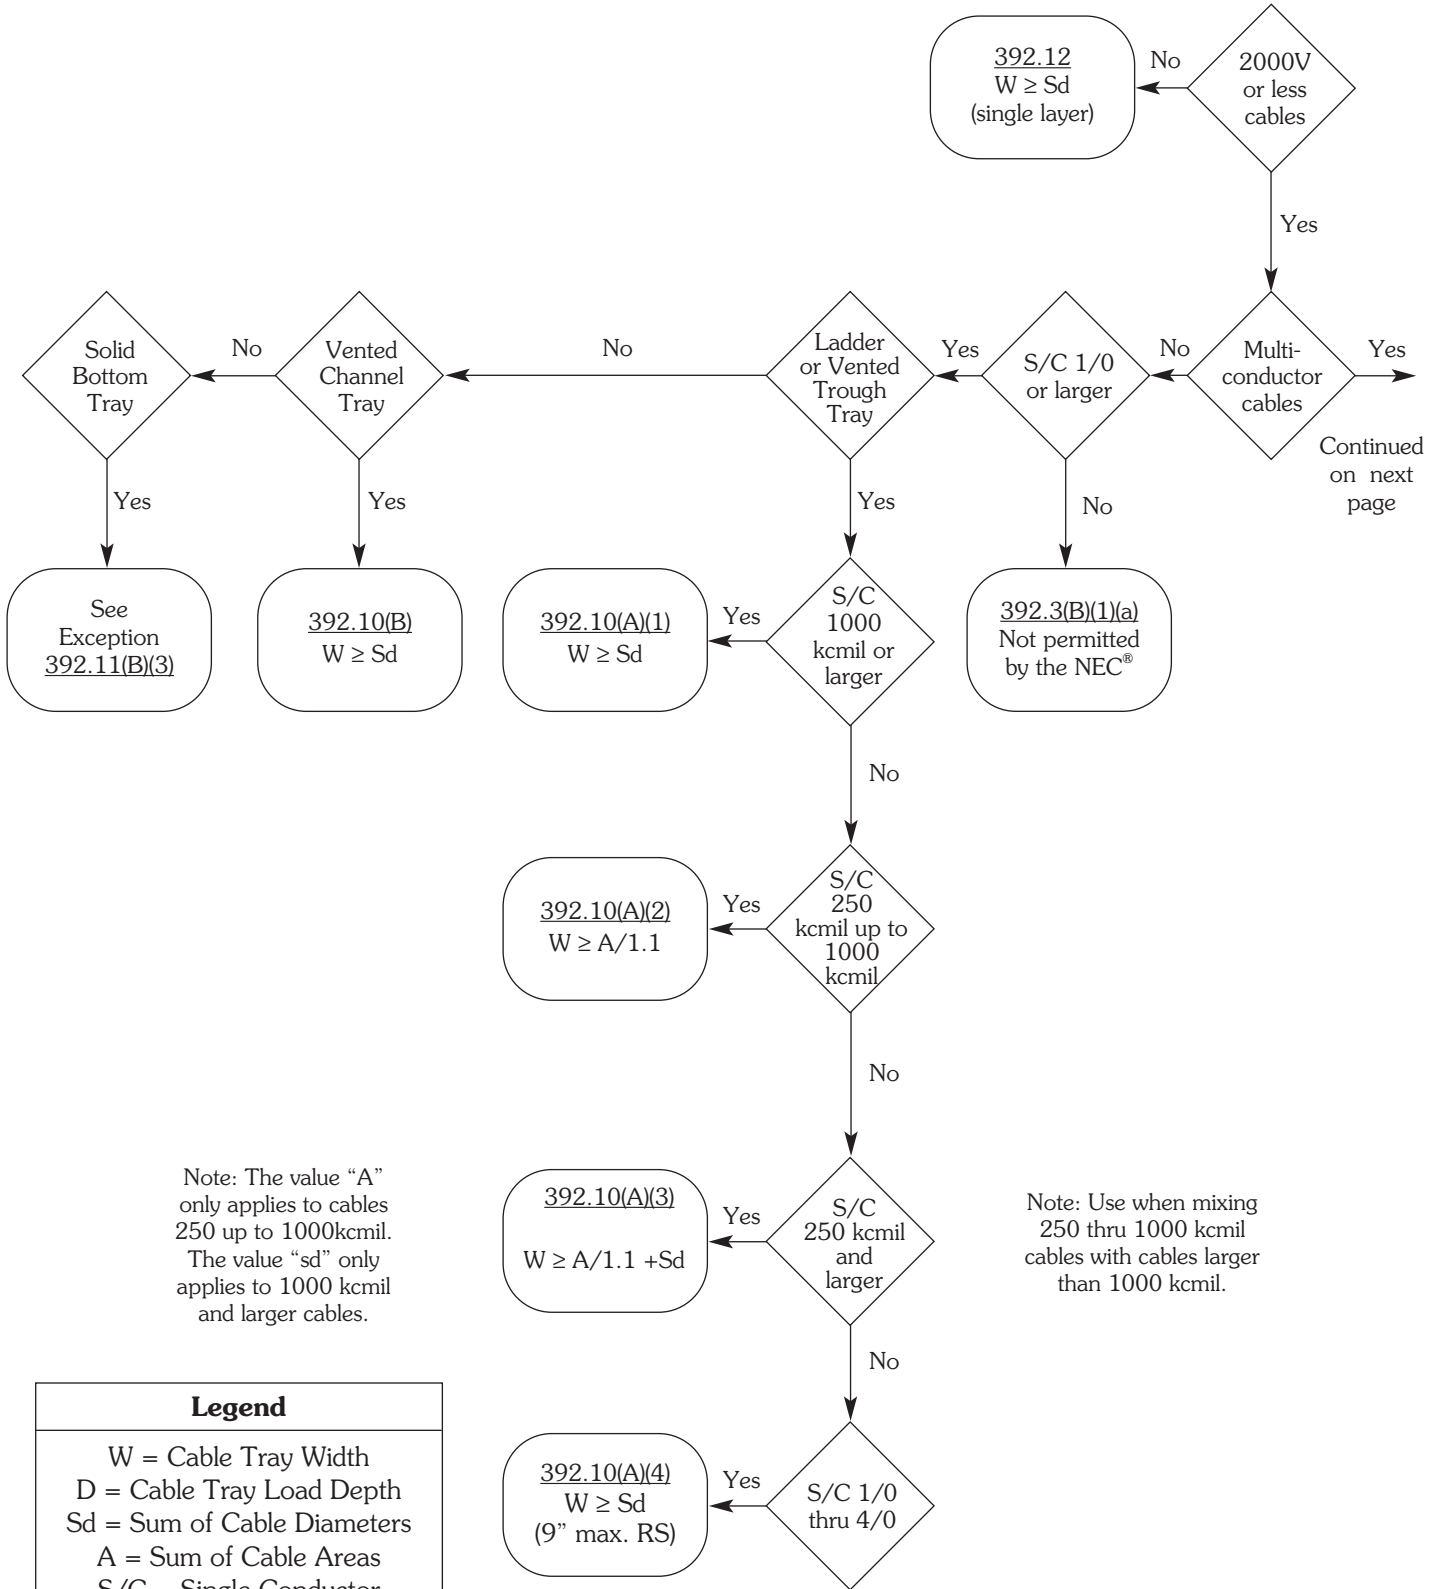 392.12
W ≥ Sd
(single layer)
No
2000V
or less
cables
Yes
Solid
Bottom
Tray
No
Vented
Channel
Tray
No
Ladder
or Vented
Trough
Tray
Yes
S/C 1/0
or larger
No
Multi-
conductor
cables
Yes
Continued
on next
page
Yes
Yes
Yes
No
See
Exception
392.11(B)(3)
392.10(B)
W ≥ Sd
392.10(A)(1)
W ≥ Sd
Yes
S/C
1000
kcmil or
larger
392.3(B)(1)(a)
Not permitted
by the NEC®
No
392.10(A)(2)
W ≥ A/1.1
Yes
S/C
250
kcmil up to
1000
kcmil
No
Note: The value “A”
only applies to cables
250 up to 1000kcmil.
The value “sd” only
applies to 1000 kcmil
and larger cables.
392.10(A)(3)
W ≥ A/1.1 +Sd
Yes
S/C
250 kcmil
and
larger
Note: Use when mixing
250 thru 1000 kcmil
cables with cables larger
than 1000 kcmil.
No
Legend
W = Cable Tray Width
D = Cable Tray Load Depth
Sd = Sum of Cable Diameters
A = Sum of Cable Areas
S/C = Single Conductor
392.10(A)(4)
W ≥ Sd
(9” max. RS)
Yes
S/C 1/0
thru 4/0